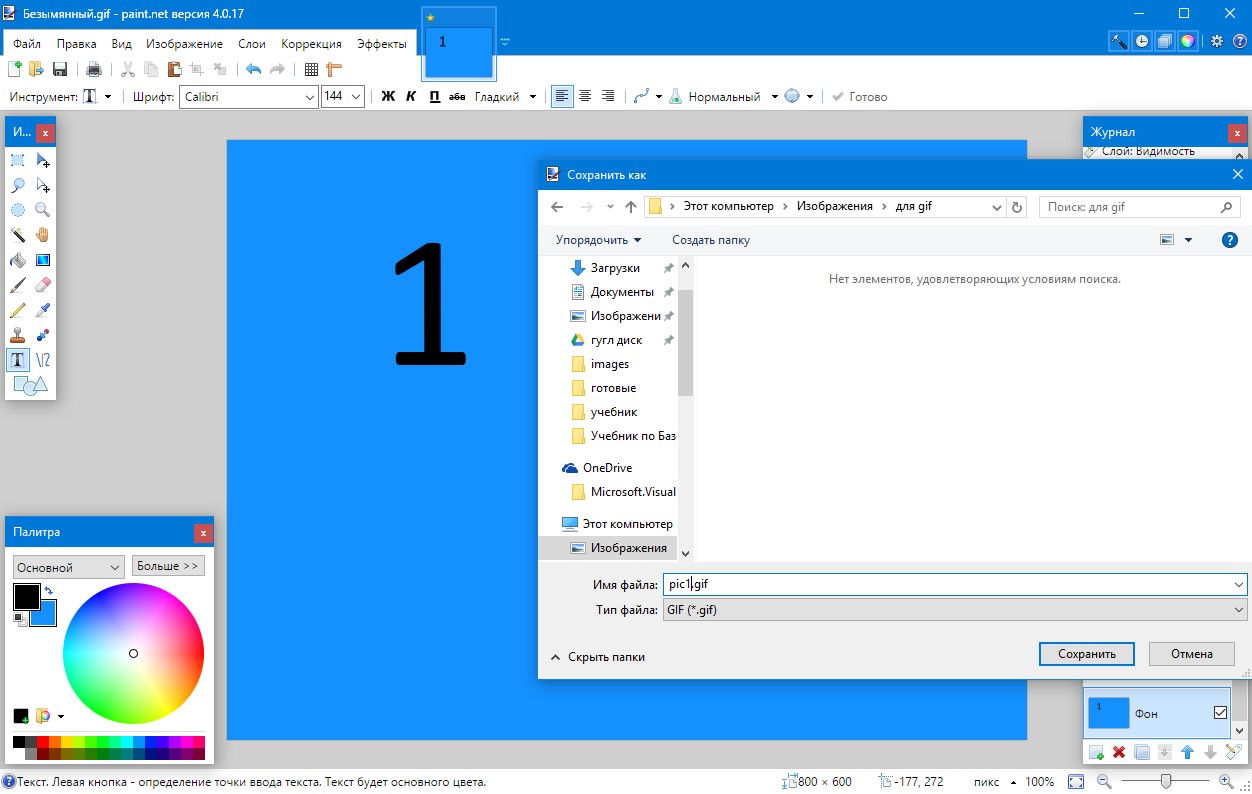 Безымянный.gif - paint.net версия 4.0.17
Файл Правка Вид Изображение Слои Коррекция Эффекты
1
Инструмент: T Шрифт: Calibri 144 Ж К П абв Гладкий Нормальный Готово
И...
Журнал
Слой: Видимость
1
Сохранить как
Этот компьютер > Изображения > для gif
Поиск: для gif
Упорядочить Создать папку
Загрузки
Документы
Изображени
гугл диск
images
готовые
учебник
Учебник по Баз
OneDrive
Microsoft.Visual
Этот компьютер
Изображения
Нет элементов, удовлетворяющих условиям поиска.
Имя файла: pic1.gif
Тип файла: GIF (*.gif)
Скрыть папки
Сохранить Отмена
Палитра
Основной Больше >>
1 Фон
Текст. Левая кнопка - определение точки ввода текста. Текст будет основного цвета.
800 × 600 -177, 272 пикс 100%